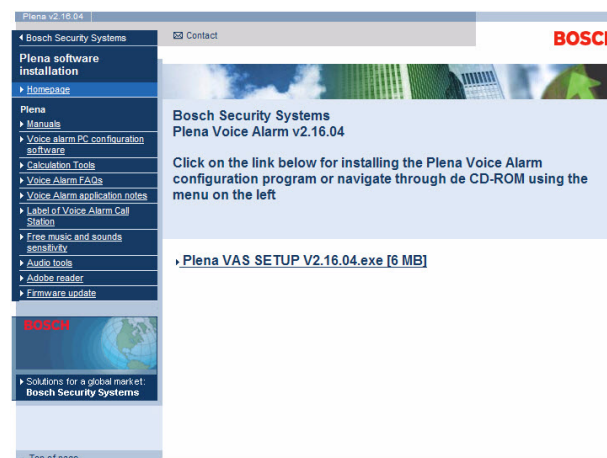 Plena v2.16.04
Bosch Security Systems
Contact
BOSCH
Plena software
installation
Homepage
Plena
Manuals
Voice alarm PC configuration
software
Calculation Tools
Voice Alarm FAQs
Voice Alarm application notes
Label of Voice Alarm Call
Station
Free music and sounds
sensitivity
Audio tools
Adobe reader
Firmware update
BOSCH
Solutions for a global market:
Bosch Security Systems
Top of page
Bosch Security Systems
Plena Voice Alarm v2.16.04
Click on the link below for installing the Plena Voice Alarm
configuration program or navigate through de CD-ROM using the
menu on the left
Plena VAS SETUP V2.16.04.exe [6 MB]